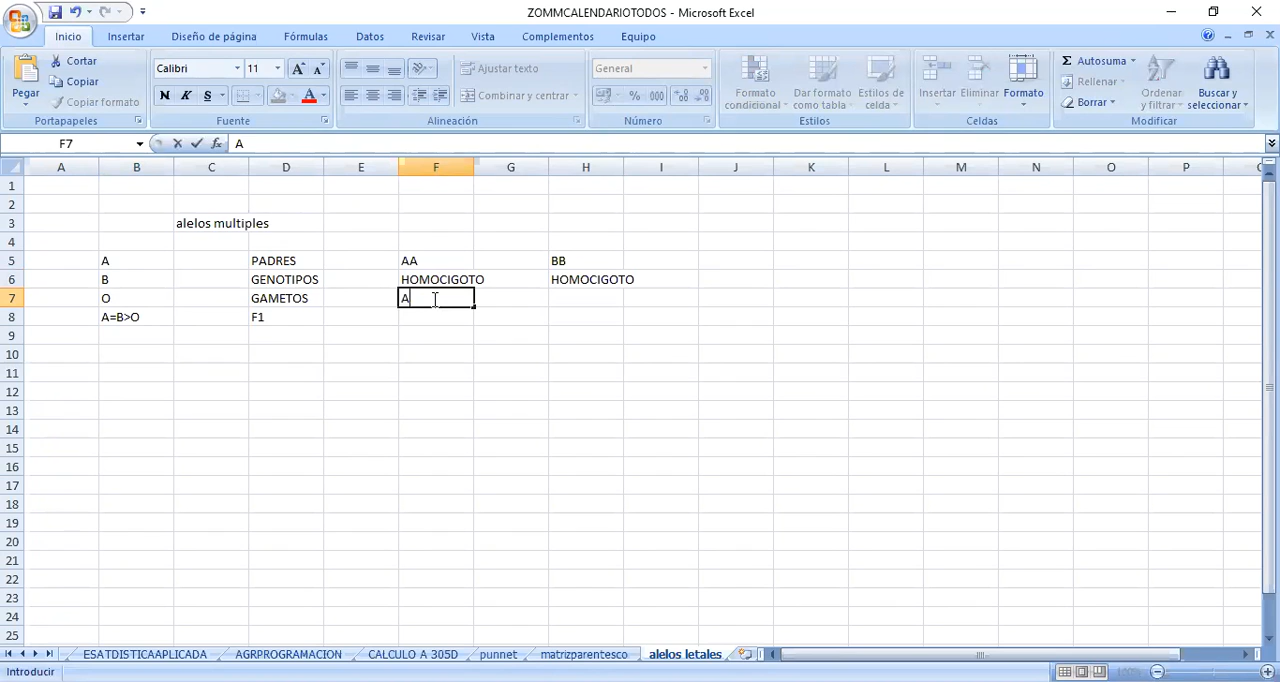 ZOMMCALENDARIOTODOS - Microsoft Excel
Inicio Insertar Diseño de página Fórmulas Datos Revisar Vista Complementos Equipo
Pegar
Cortar
Copiar
Copiar formato
Portapapeles
Calibri 11
N K S
Fuente
Ajustar texto
Combinar y centrar
Alineación
General
% 000
Número
Formato condicional
Dar formato como tabla
Estilos de celda
Estilos
Insertar Eliminar Formato
Celdas
Autosuma
Rellenar
Borrar
Ordenar y filtrar
Buscar y seleccionar
Modificar
F7 fx A
A B C D E F G H I J K L M N O P
1
2
3 alelos multiples
4
5 A PADRES AA BB
6 B GENOTIPOS HOMOCIGOTO HOMOCIGOTO
7 O GAMETOS A
8 A=B>O F1
9
10
11
12
13
14
15
16
17
18
19
20
21
22
23
24
25
ESATDISTICAAPLICADA AGRPROGRAMACION CALCULO A 305D punnet matrizparentesco alelos letales
Introducir 100%